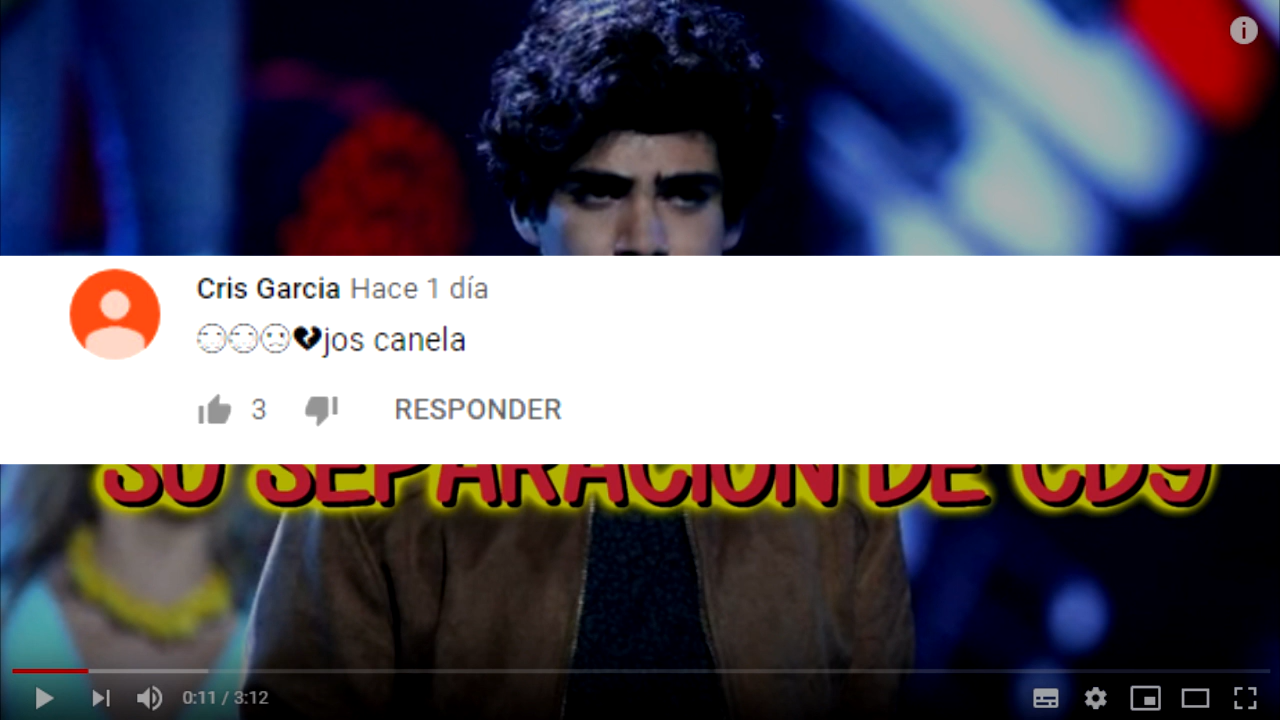 Cris Garcia Hace 1 día
😔😔🙁💔jos canela
3 RESPONDER
SU SEPARACION DE CD9
0:11 / 3:12